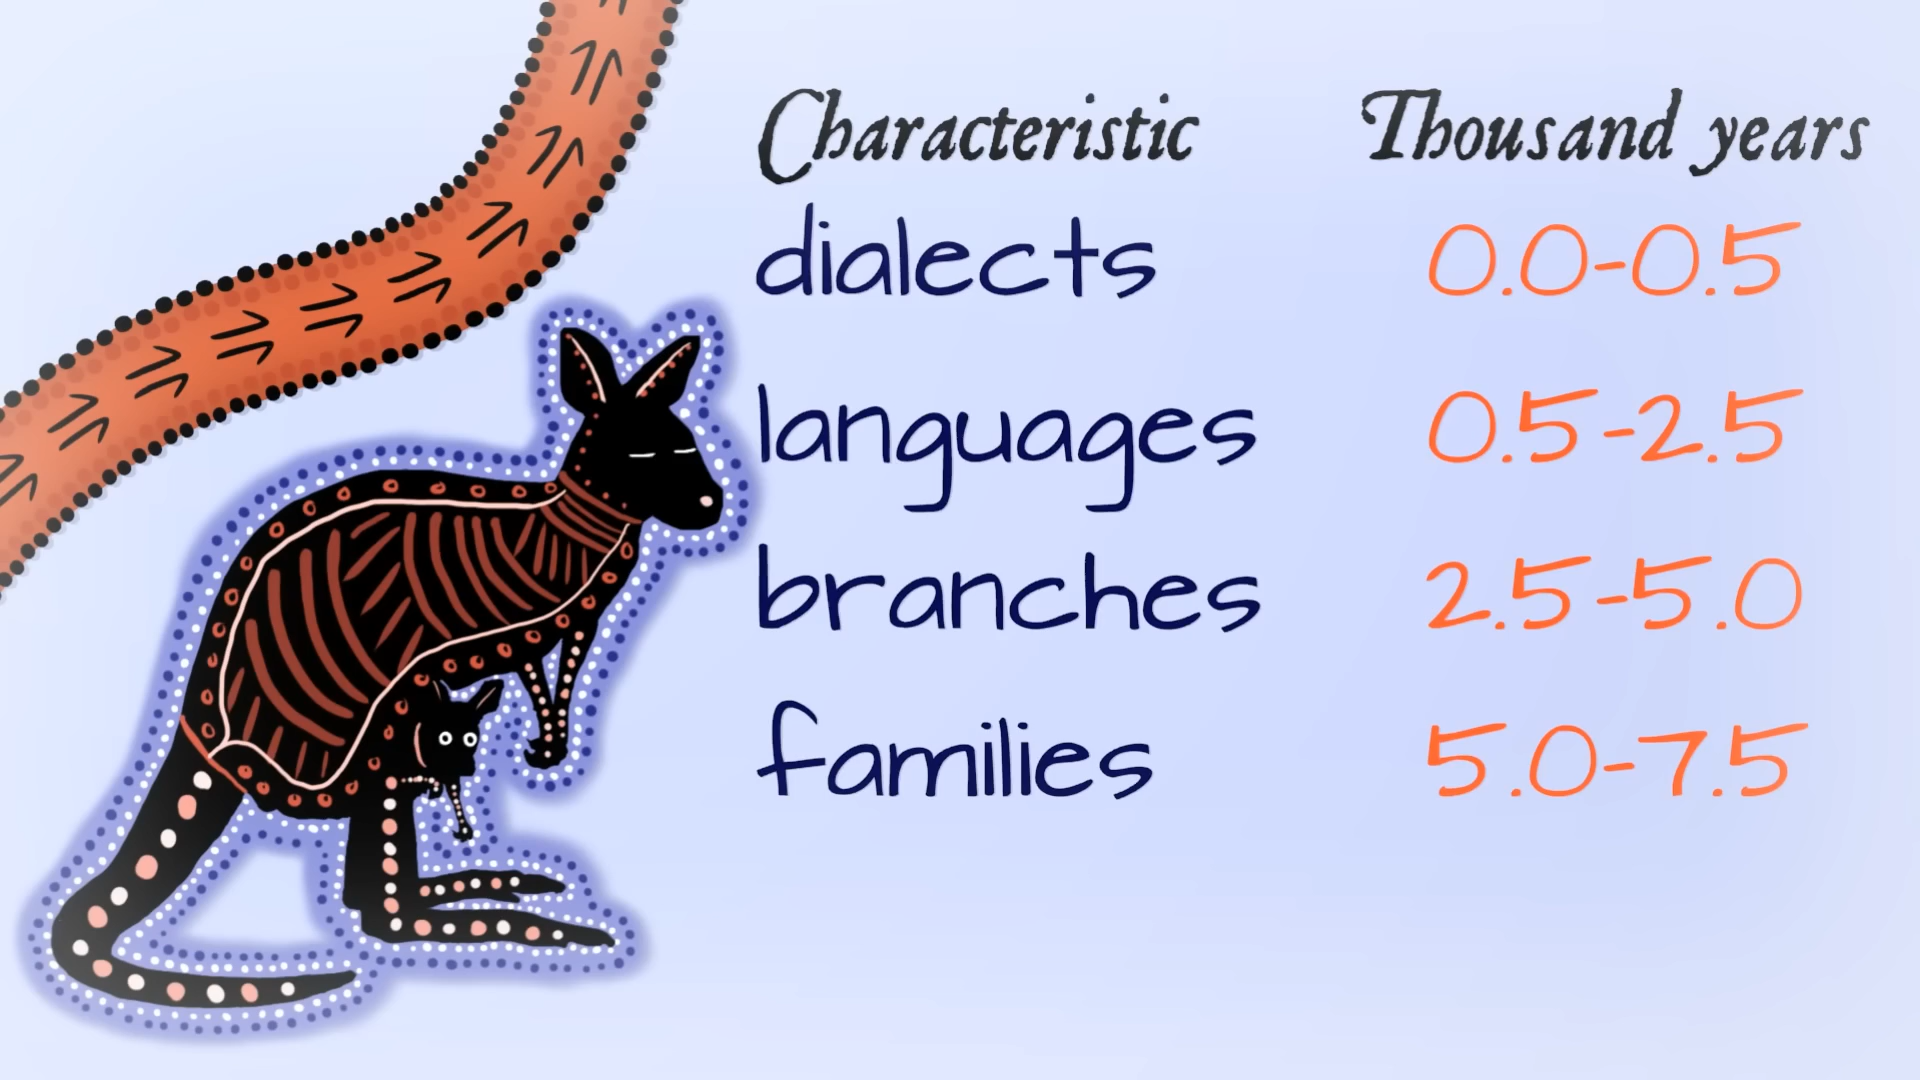 Characteristic Thousand years
dialects 0.0-0.5
languages 0.5-2.5
branches 2.5-5.0
families 5.0-7.5